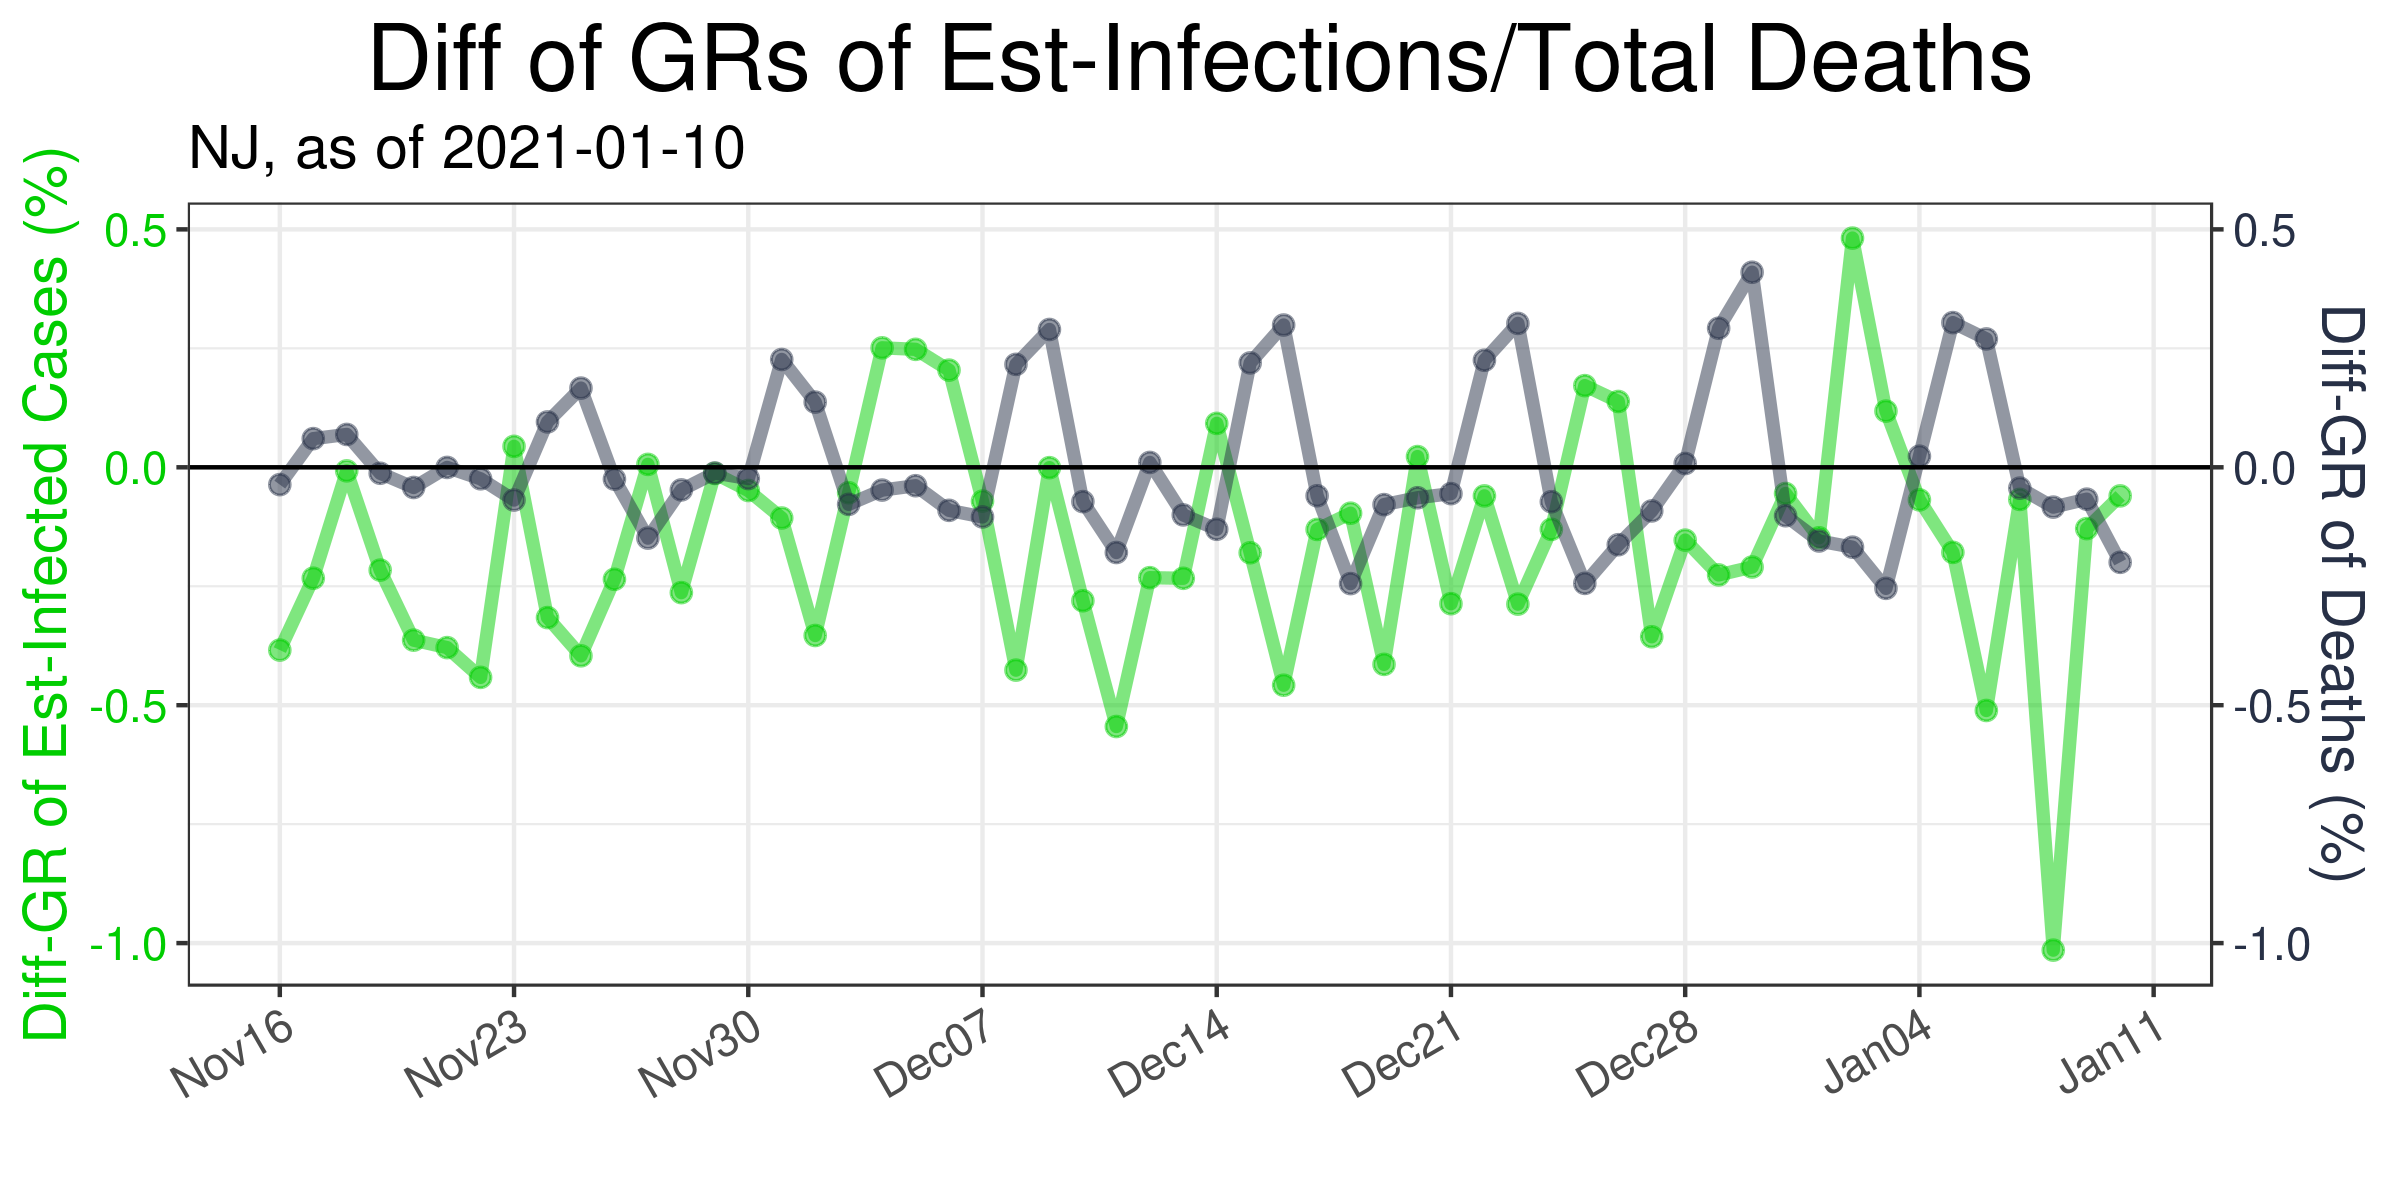 Diff of GRs of Est-Infections/Total Deaths
NJ, as of 2021-01-10
Diff-GR of Est-Infected Cases (%)
0.5
0.0
-0.5
-1.0
0.5
0.0
-0.5
-1.0
Diff-GR of Deaths (%)
Nov16
Nov23
Nov30
Dec07
Dec14
Dec21
Dec28
Jan04
Jan11